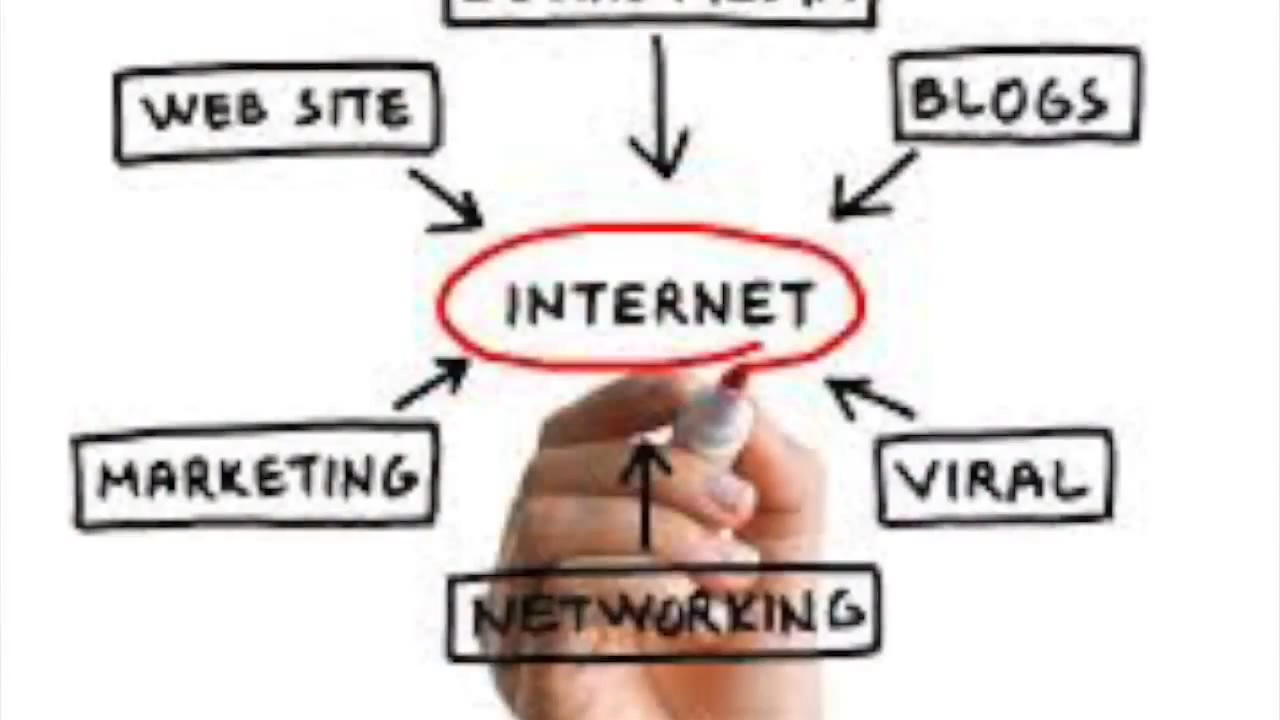 WEB SITE
BLOGS
INTERNET
MARKETING
VIRAL
NETWORKING